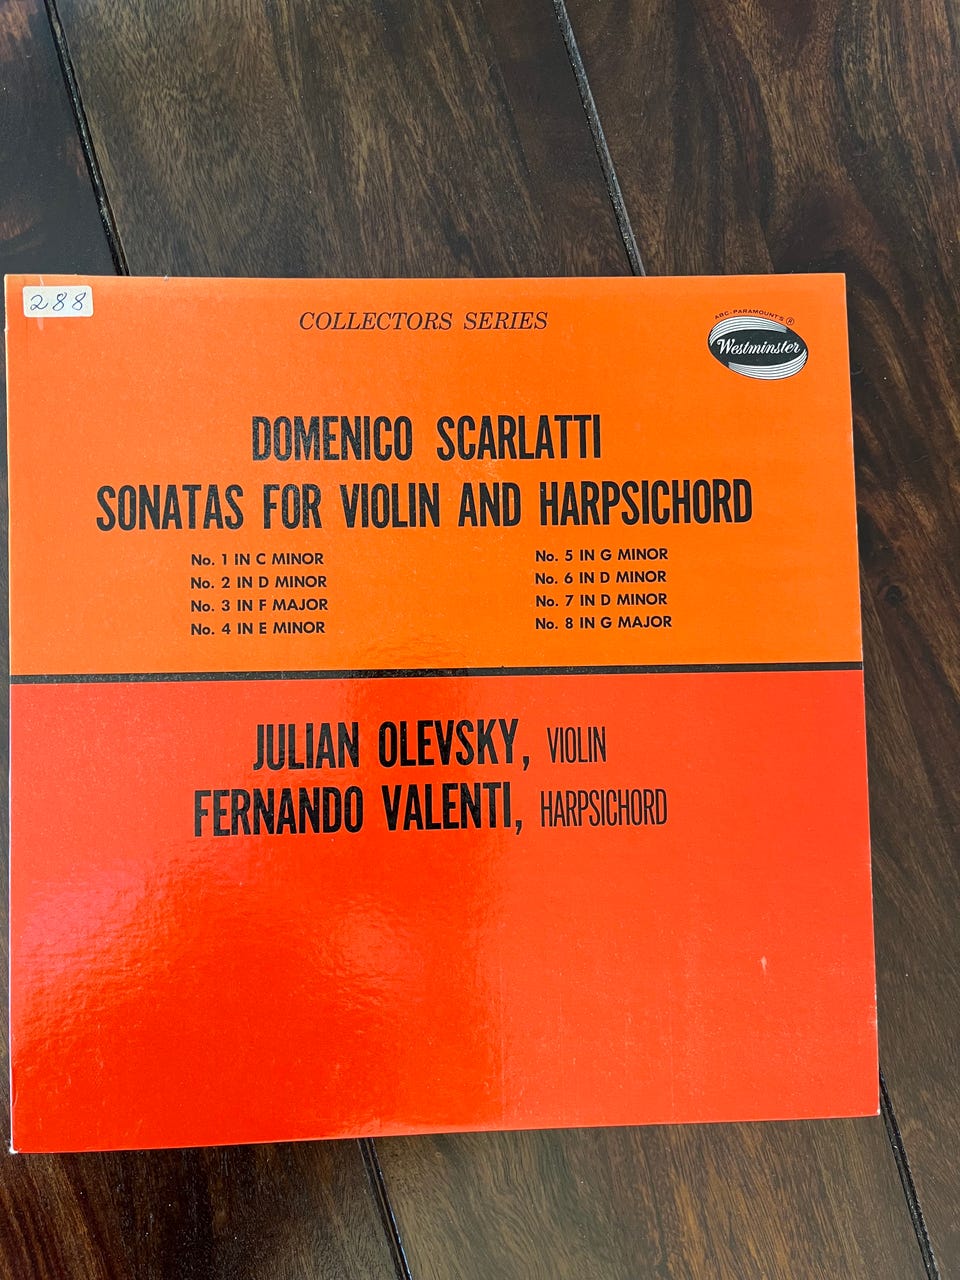 288
COLLECTORS SERIES
ABC-PARAMOUNT'S ®
Westminster
DOMENICO SCARLATTI
SONATAS FOR VIOLIN AND HARPSICHORD
No. 1 IN C MINOR
No. 2 IN D MINOR
No. 3 IN F MAJOR
No. 4 IN E MINOR
No. 5 IN G MINOR
No. 6 IN D MINOR
No. 7 IN D MINOR
No. 8 IN G MAJOR
JULIAN OLEVSKY, VIOLIN
FERNANDO VALENTI, HARPSICHORD